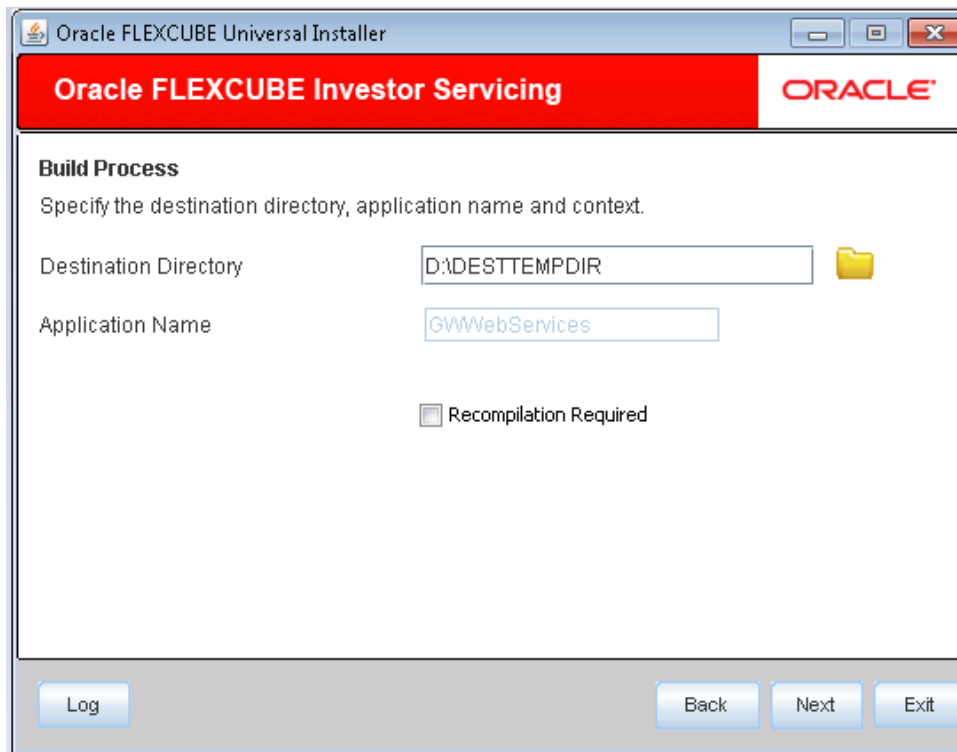 Oracle FLEXCUBE Universal Installer
Oracle FLEXCUBE Investor Servicing
ORACLE
Build Process
Specify the destination directory, application name and context.
Destination Directory D:\DESTTEMPDIR
Application Name GWWebServices
Recompilation Required
Log Back Next Exit